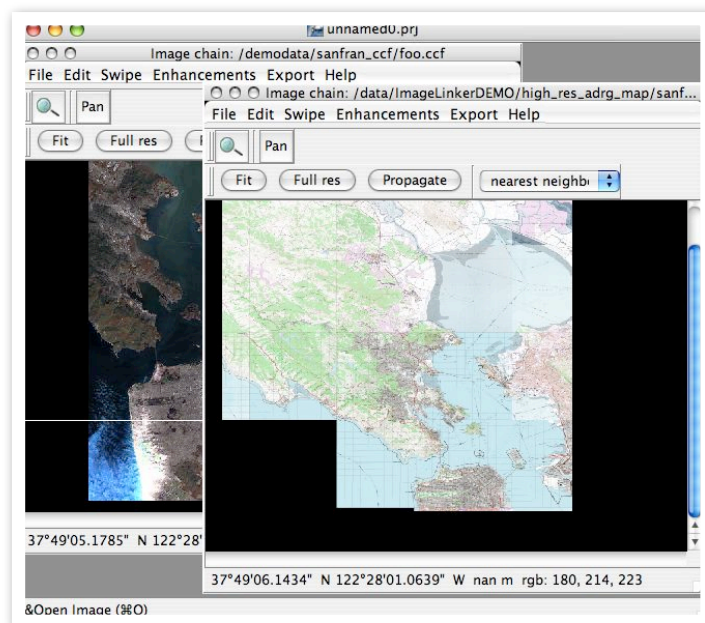 unnamed0.prj
Image chain: /demodata/sanfran_ccf/foo.ccf
File Edit Swipe Enhancements Export Help
Pan
Fit Full res
Image chain: /data/ImageLinkerDEMO/high_res_adrg_map/sanf...
File Edit Swipe Enhancements Export Help
Pan
Fit Full res Propagate nearest neighb
37°49'05.1785" N 122°28'
37°49'06.1434" N 122°28'01.0639" W nan m rgb: 180, 214, 223
&Open Image (⌘O)